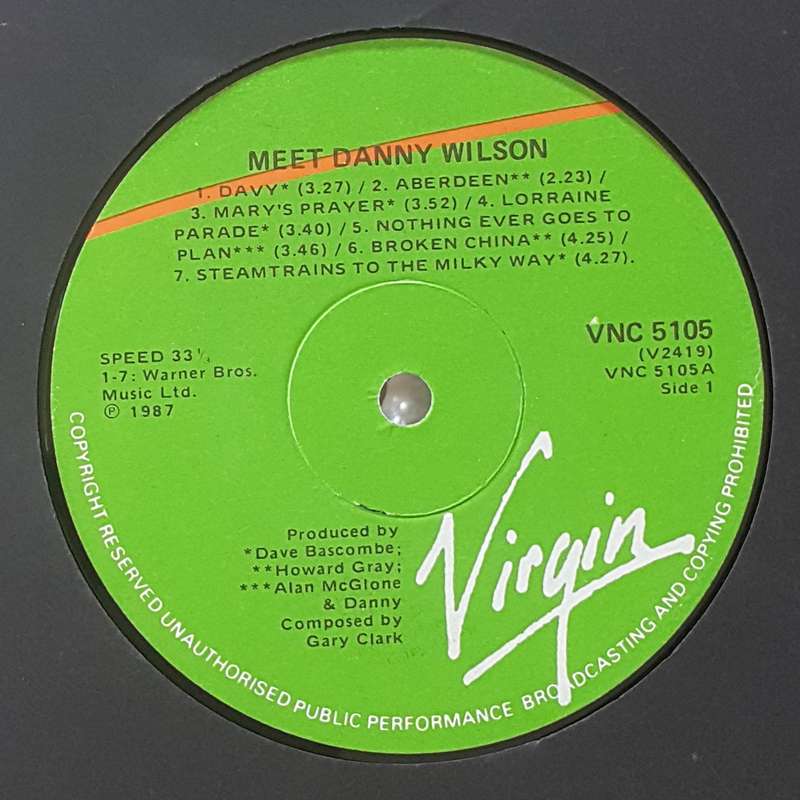 MEET DANNY WILSON
1. DAVY* (3.27) / 2. ABERDEEN** (2.23) /
3. MARY'S PRAYER* (3.52) / 4. LORRAINE
PARADE* (3.40) / 5. NOTHING EVER GOES TO
PLAN*** (3.46) / 6. BROKEN CHINA** (4.25) /
7. STEAMTRAINS TO THE MILKY WAY* (4.27).
SPEED 33⅓
1-7: Warner Bros.
Music Ltd.
℗ 1987
VNC 5105
(V2419)
VNC 5105A
Side 1
Produced by
*Dave Bascombe;
**Howard Gray;
***Alan McGlone
& Danny
Composed by
Gary Clark
Virgin
COPYRIGHT RESERVED UNAUTHORISED PUBLIC PERFORMANCE BROADCASTING AND COPYING PROHIBITED